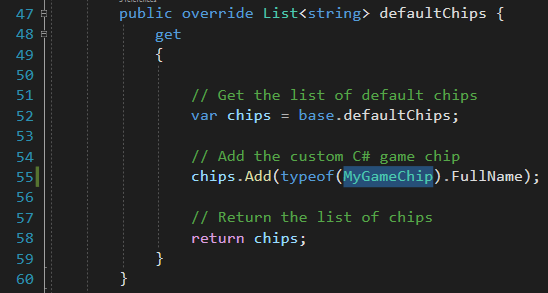 47 public override List<string> defaultChips {
48 get
49 {
50
51 // Get the list of default chips
52 var chips = base.defaultChips;
53
54 // Add the custom C# game chip
55 chips.Add(typeof(MyGameChip).FullName);
56
57 // Return the list of chips
58 return chips;
59 }
60 }